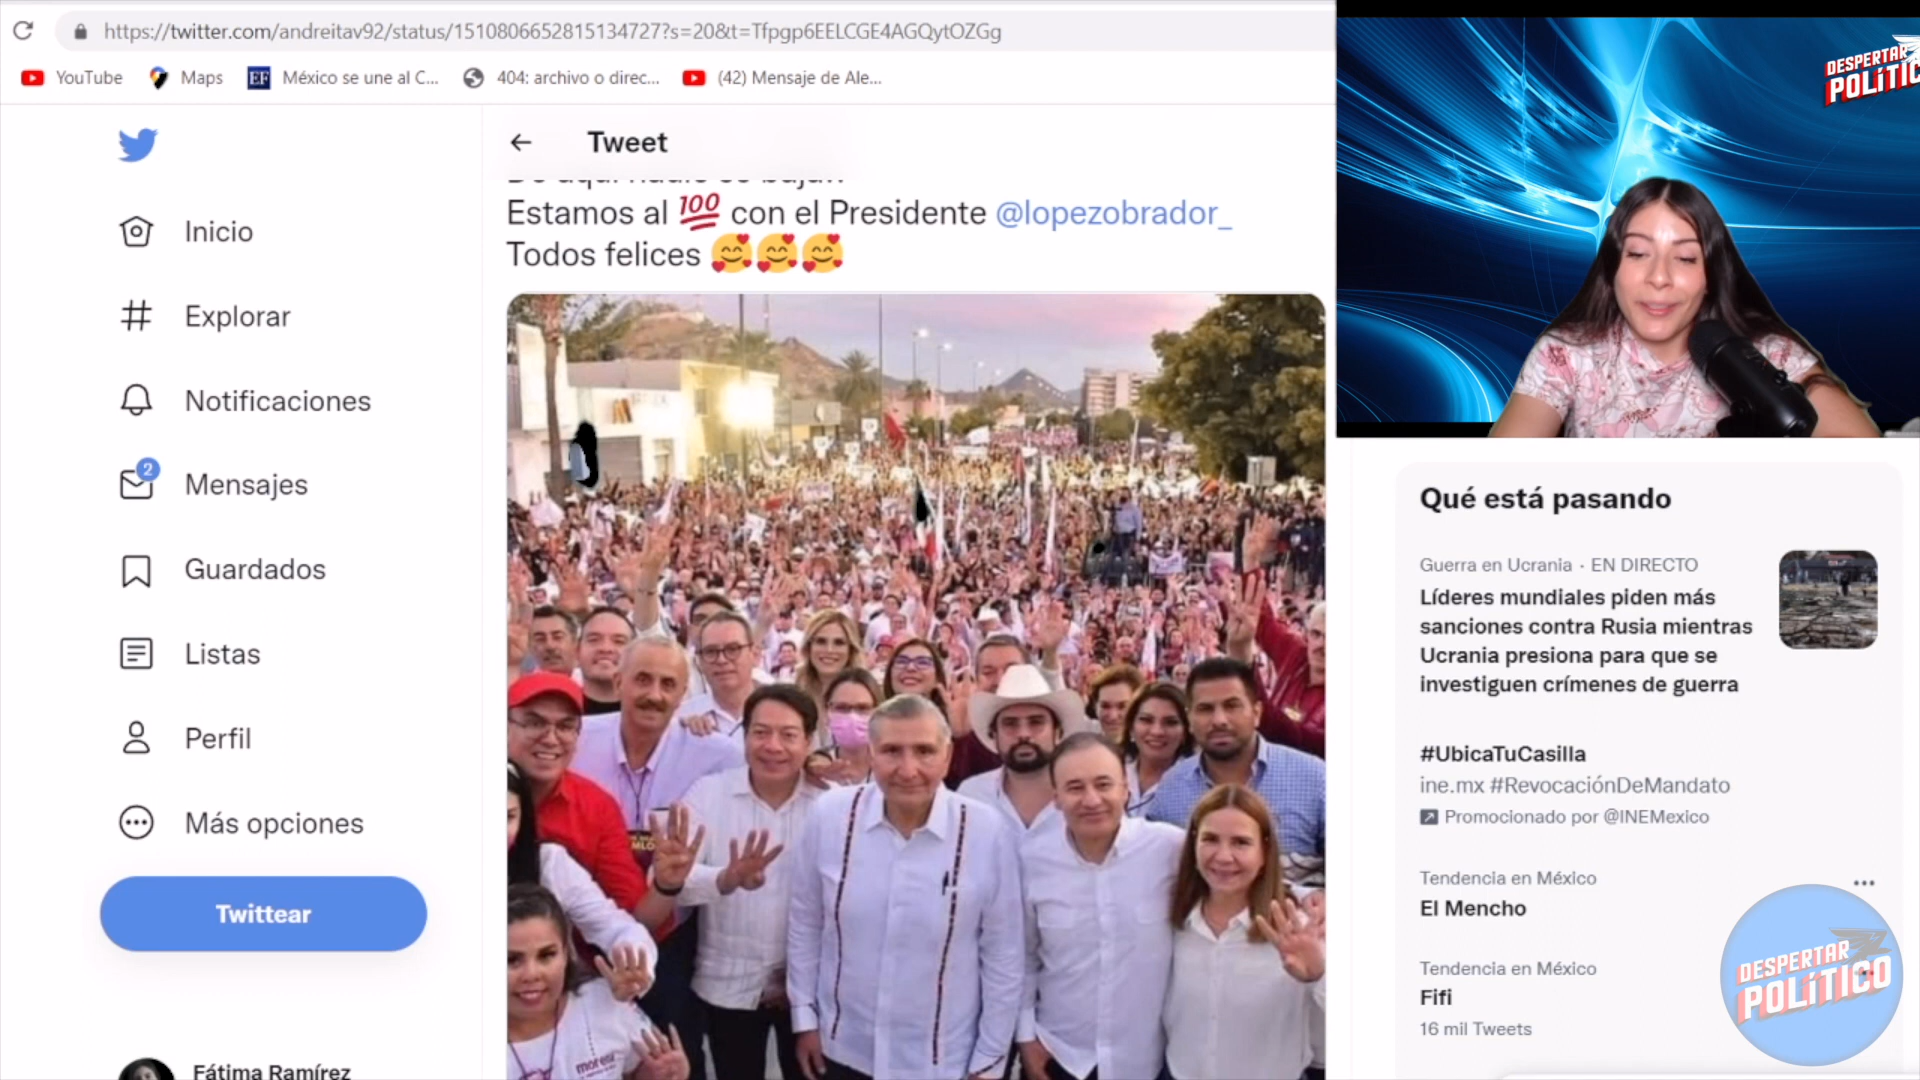 https://twitter.com/andreitav92/status/1510806652815134727?s=20&t=Tfpgp6EELCGE4AGQytOZGg
YouTube
Maps
EF
México se une al C...
404: archivo o direc...
(42) Mensaje de Ale...
Tweet
Estamos al 💯 con el Presidente @lopezobrador_
Todos felices 🥰🥰🥰
Inicio
Explorar
Notificaciones
2
Mensajes
Guardados
Listas
Perfil
Más opciones
Twittear
Fátima Ramírez
morena
DESPERTAR
POLÍTIC
Qué está pasando
Guerra en Ucrania · EN DIRECTO
Líderes mundiales piden más
sanciones contra Rusia mientras
Ucrania presiona para que se
investiguen crímenes de guerra
#UbicaTuCasilla
ine.mx #RevocaciónDeMandato
Promocionado por @INEMexico
Tendencia en México
El Mencho
Tendencia en México
Fifi
16 mil Tweets
DESPERTAR
POLÍTICO